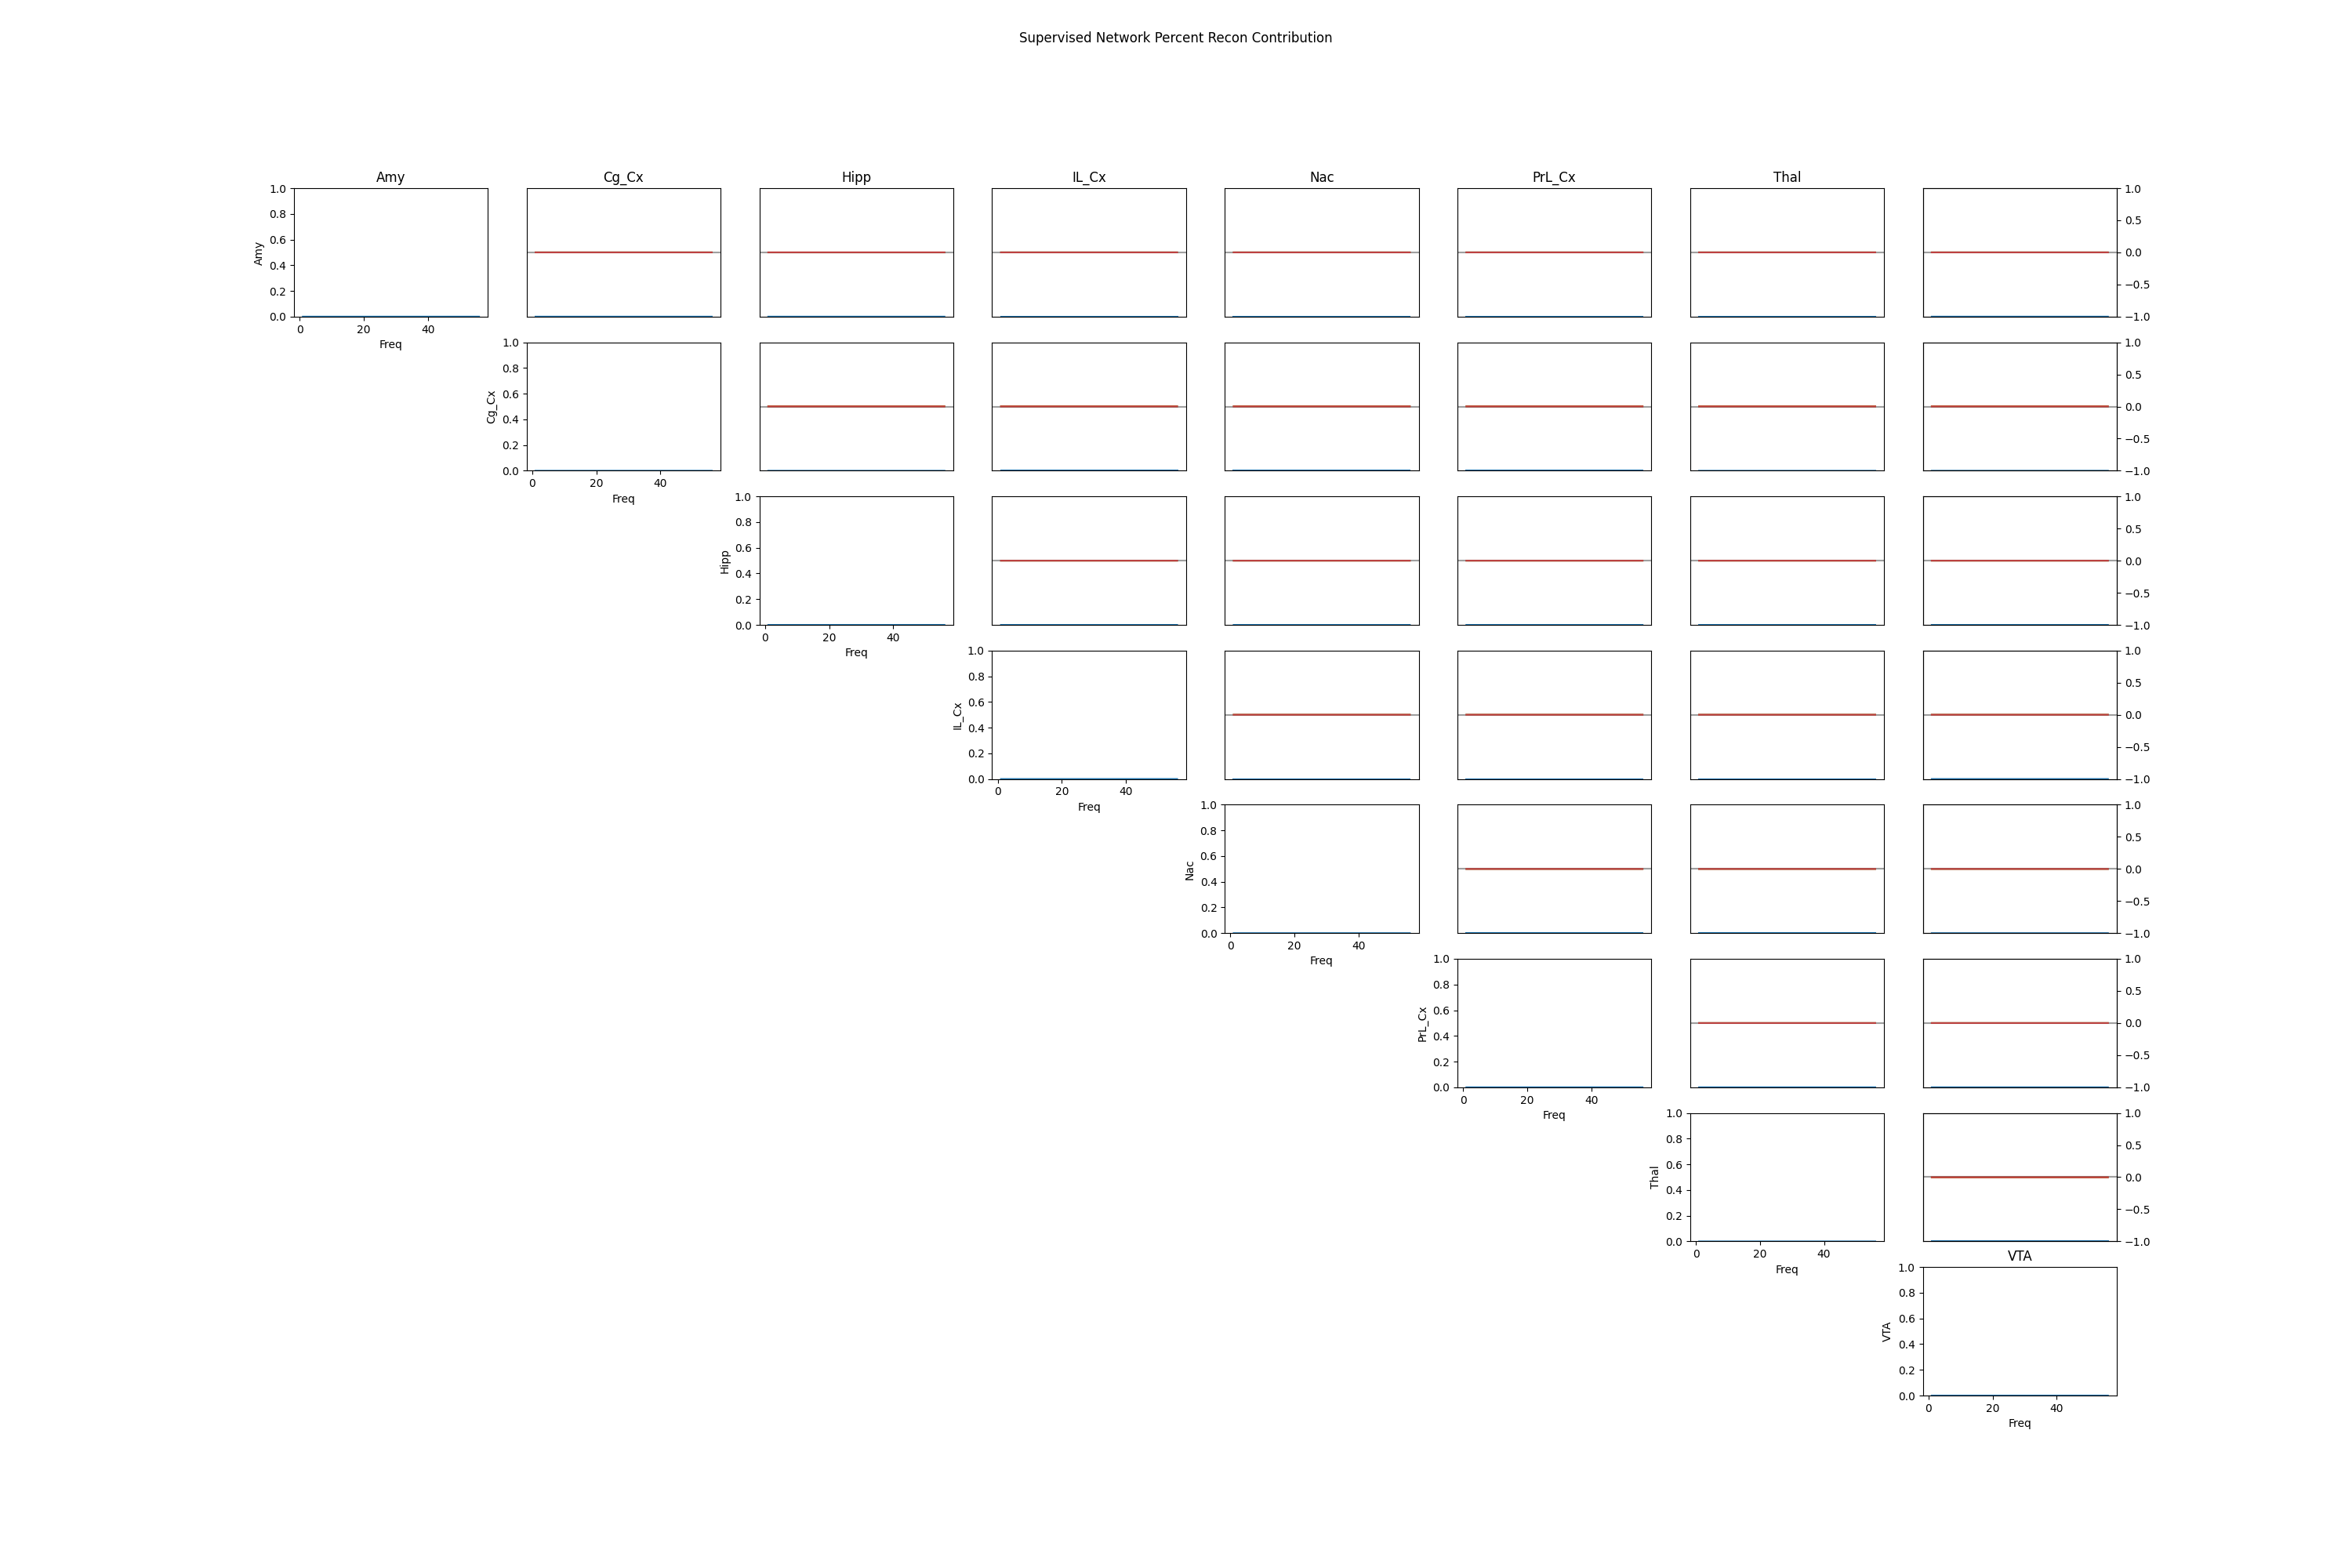 Supervised Network Percent Recon Contribution
Amy Cg_Cx Hipp IL_Cx Nac PrL_Cx Thal
1.0 1.0
0.8 0.5
Amy 0.6 0.0
0.4 −0.5
0.2
0.0 −1.0
0 20 40
Freq
1.0 1.0
0.8 0.5
Cg_Cx 0.6 0.0
0.4 −0.5
0.2
0.0 −1.0
0 20 40
Freq
1.0 1.0
0.8 0.5
Hipp 0.6 0.0
0.4 −0.5
0.2
0.0 −1.0
0 20 40
Freq
1.0 1.0
0.8 0.5
IL_Cx 0.6 0.0
0.4 −0.5
0.2
0.0 −1.0
0 20 40
Freq
1.0 1.0
0.8 0.5
Nac 0.6 0.0
0.4 −0.5
0.2
0.0 −1.0
0 20 40
Freq
1.0 1.0
0.8 0.5
PrL_Cx 0.6 0.0
0.4 −0.5
0.2
0.0 −1.0
0 20 40
Freq
1.0 1.0
0.8 0.5
Thal 0.6 0.0
0.4 −0.5
0.2
0.0 −1.0
0 20 40
Freq
VTA
1.0
0.8
VTA 0.6
0.4
0.2
0.0
0 20 40
Freq